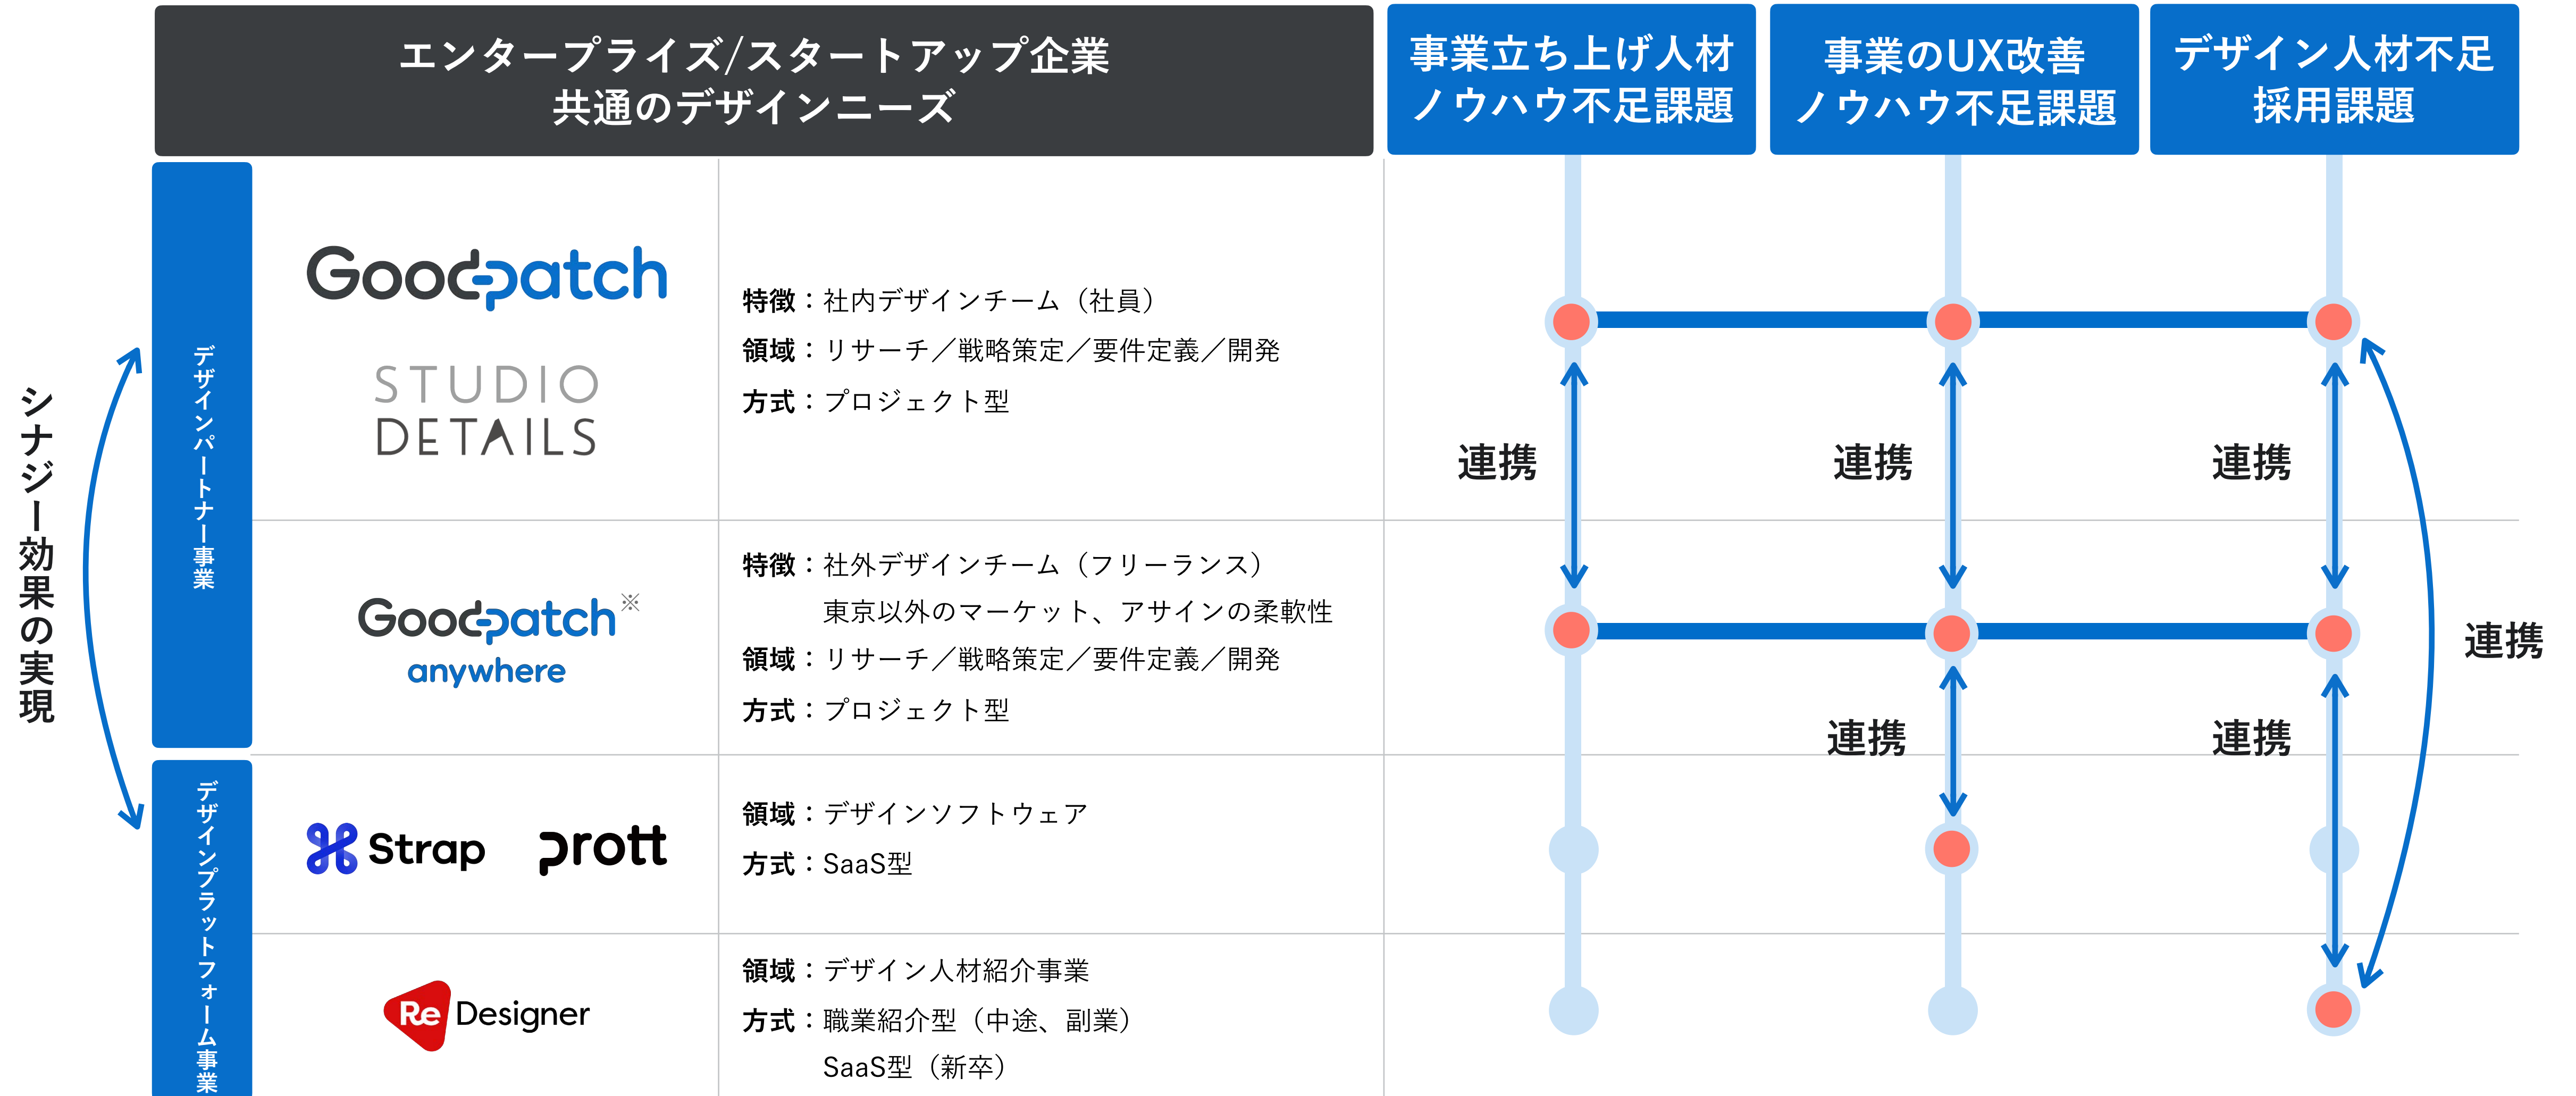 エンタープライズ/スタートアップ企業
共通のデザインニーズ
事業立ち上げ人材
ノウハウ不足課題
事業のUX改善
ノウハウ不足課題
デザイン人材不足
採用課題
シナジー効果の実現
デザインパートナー事業
Goodpatch
STUDIO
DETAILS
特徴：社内デザインチーム（社員）
領域：リサーチ／戦略策定／要件定義／開発
方式：プロジェクト型
連携
連携
連携
Goodpatch※
anywhere
特徴：社外デザインチーム（フリーランス）
東京以外のマーケット、アサインの柔軟性
領域：リサーチ／戦略策定／要件定義／開発
方式：プロジェクト型
連携
連携
連携
デザインプラットフォーム事業
Strap
prott
領域：デザインソフトウェア
方式：SaaS型
ReDesigner
領域：デザイン人材紹介事業
方式：職業紹介型（中途、副業）
SaaS型（新卒）